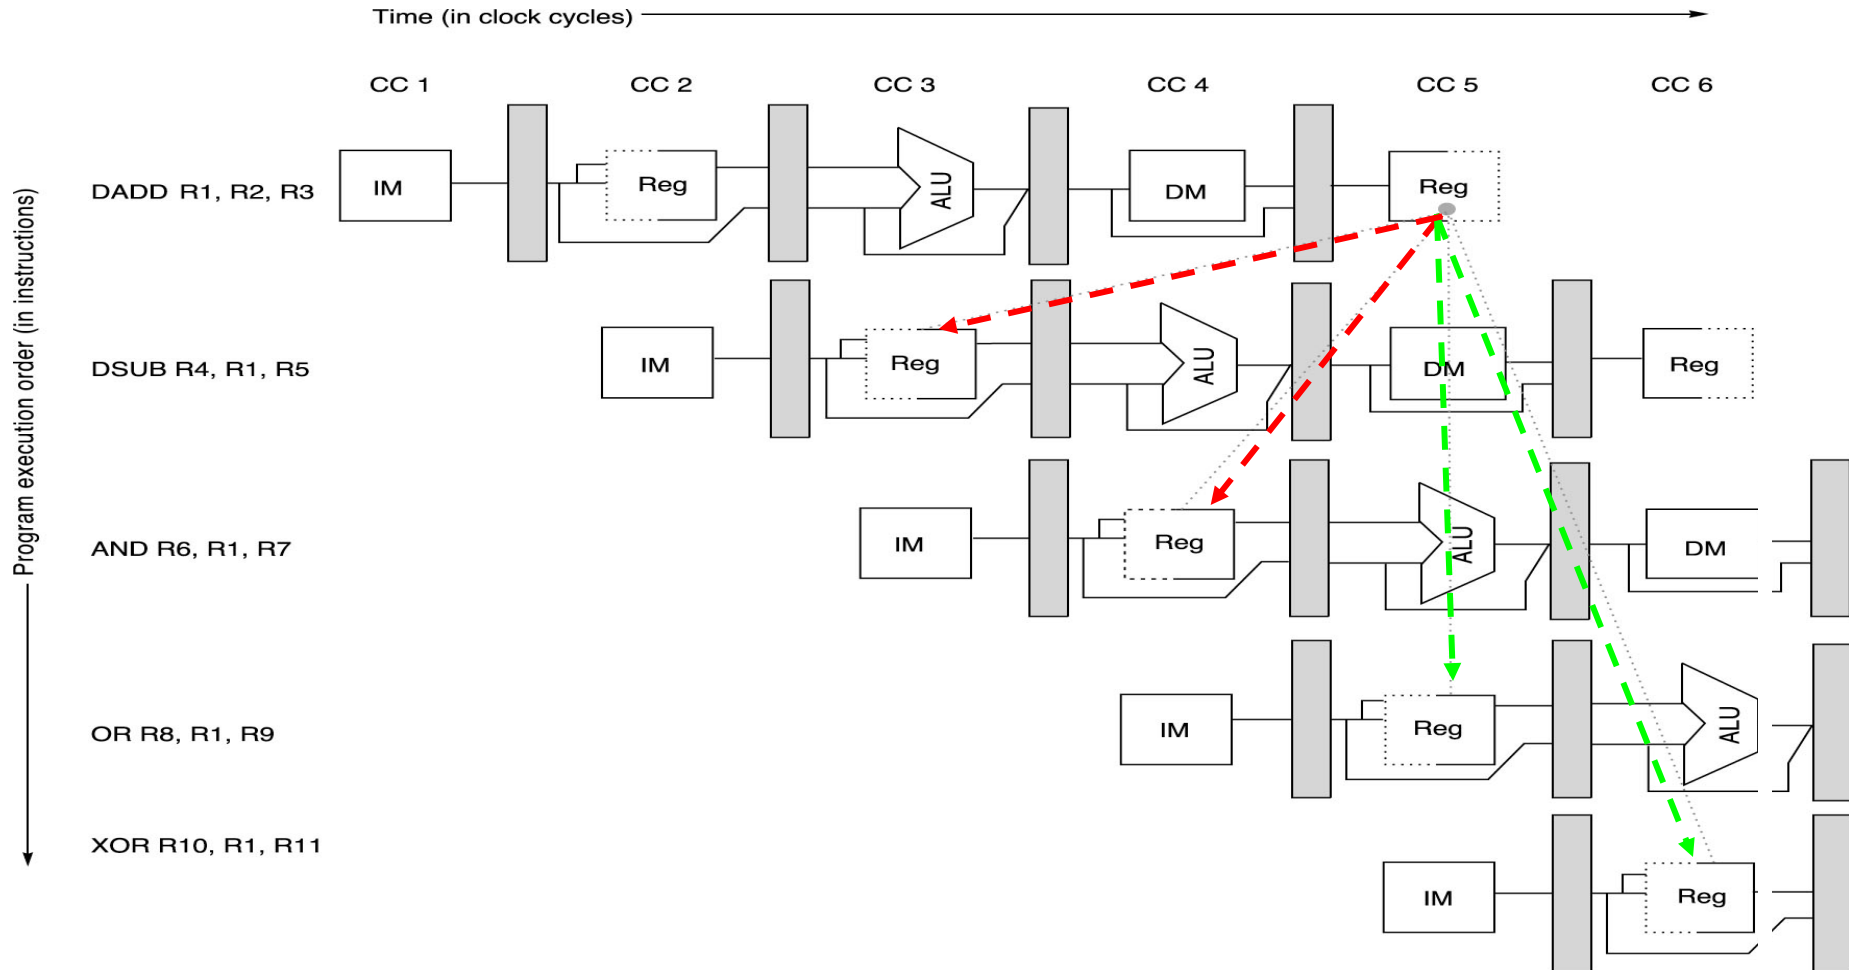 Time (in clock cycles)
CC 1 CC 2 CC 3 CC 4 CC 5 CC 6
Program execution order (in instructions)
DADD R1, R2, R3 IM Reg ALU DM Reg
DSUB R4, R1, R5 IM Reg ALU DM Reg
AND R6, R1, R7 IM Reg ALU DM
OR R8, R1, R9 IM Reg ALU
XOR R10, R1, R11 IM Reg